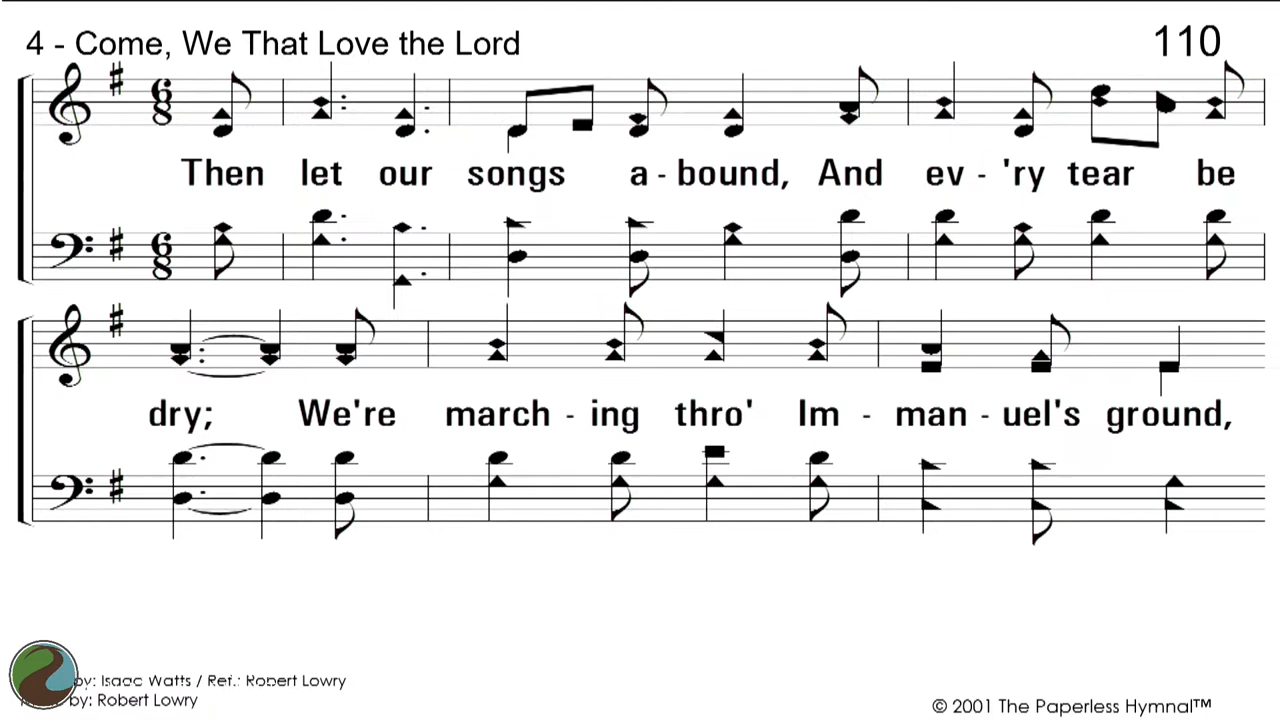 4 - Come, We That Love the Lord
110
Then let our songs a - bound, And ev - 'ry tear be
dry; We're march - ing thro' Im - man - uel's ground,
by: Isaac Watts / Ref.: Robert Lowry
by: Robert Lowry
© 2001 The Paperless Hymnal™